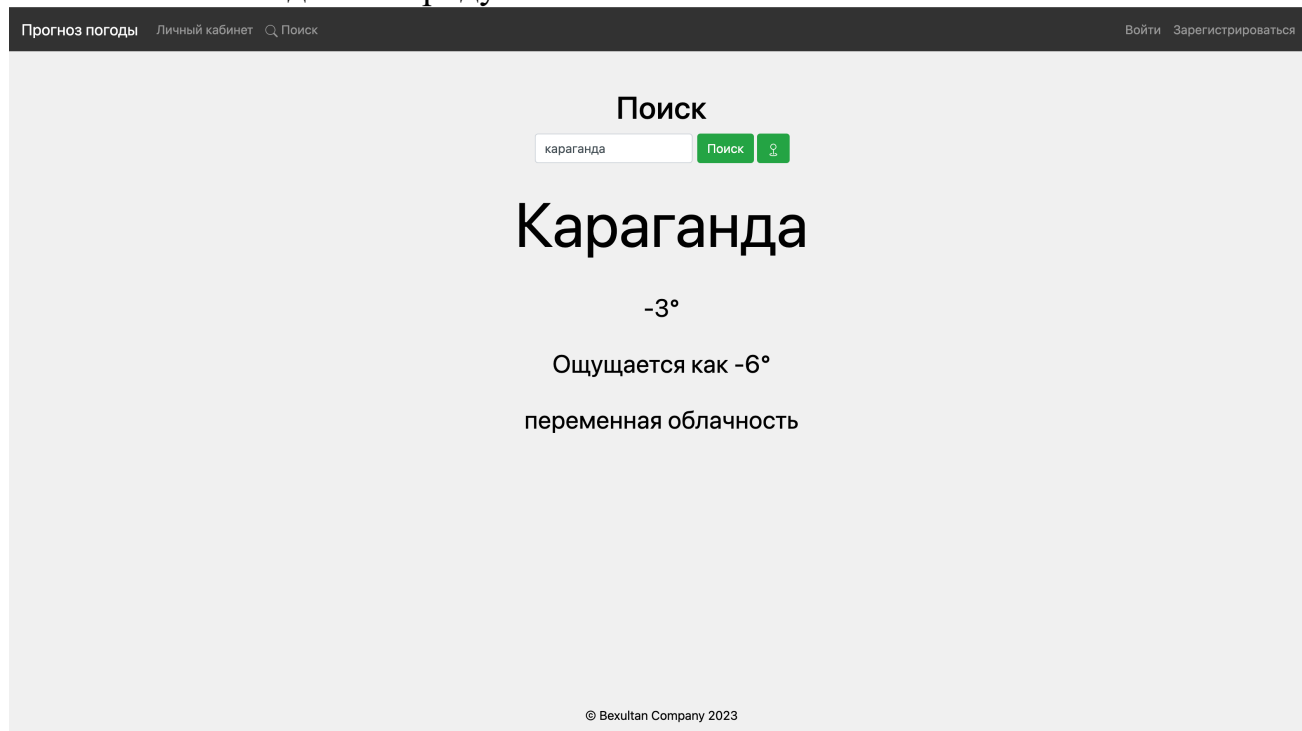 Прогноз погоды Личный кабинет Поиск Войти Зарегистрироваться
Поиск
караганда Поиск
Караганда
-3°
Ощущается как -6°
переменная облачность
© Bexultan Company 2023